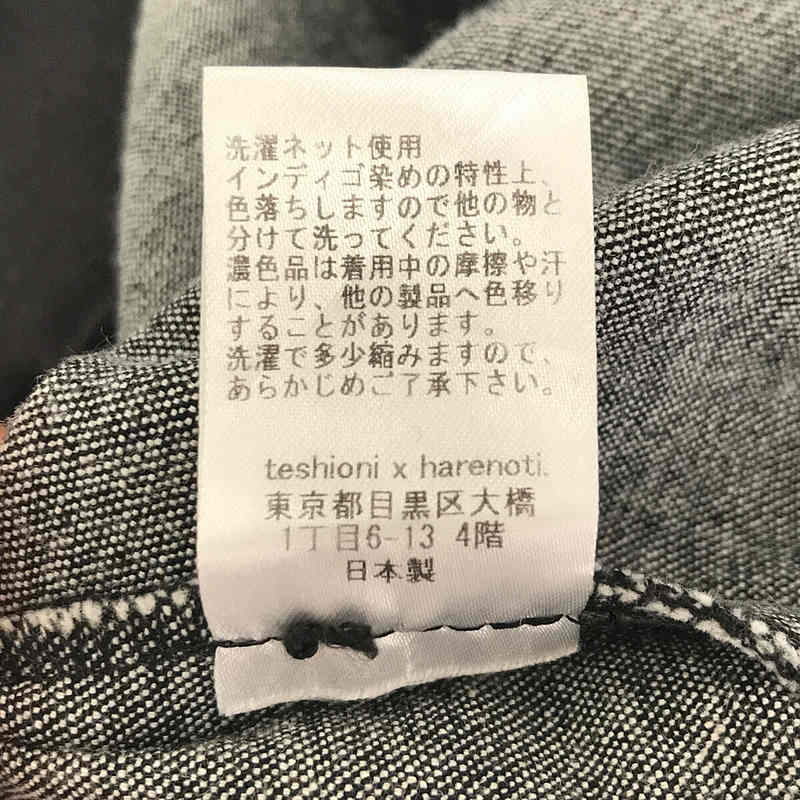 洗濯ネット使用
インディゴ染めの特性上、
色落ちしますので他の物と
分けて洗ってください。
濃色品は着用中の摩擦や汗
により、他の製品へ色移り
することがあります。
洗濯で多少縮みますので、
あらかじめご了承下さい。
teshioni x harenoti.
東京都目黒区大橋
1丁目6-13 4階
日本製